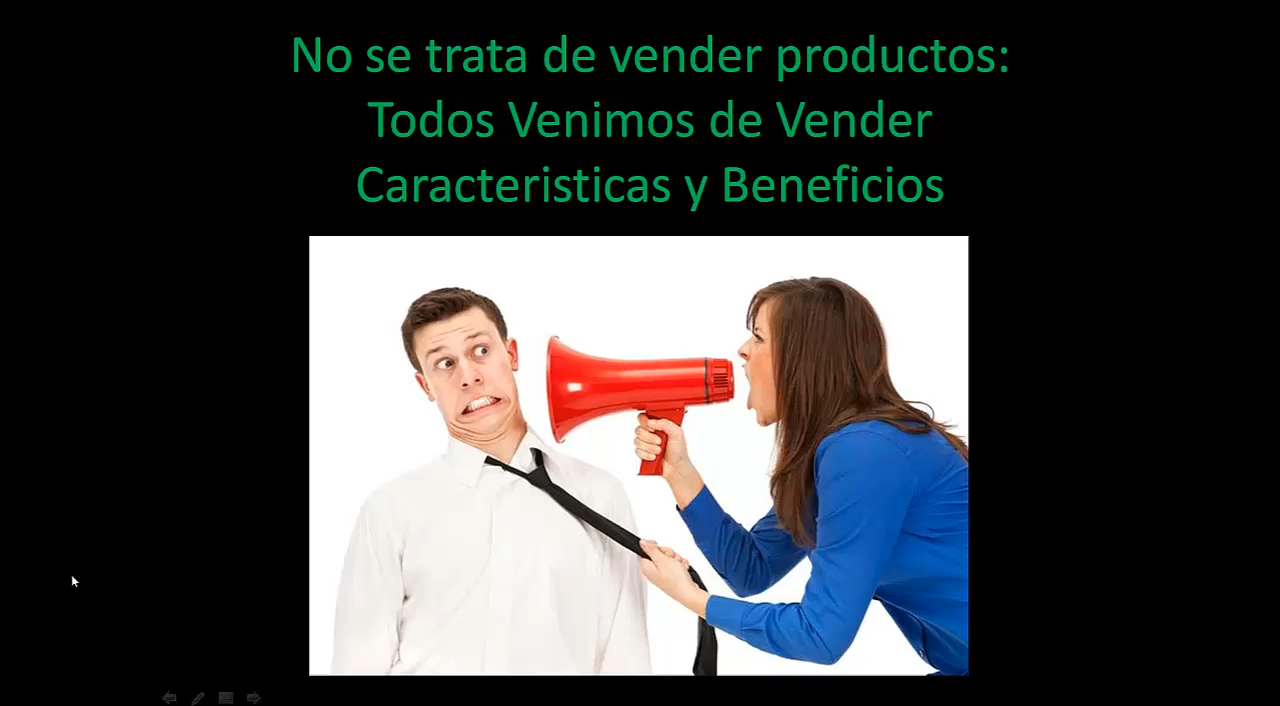 No se trata de vender productos:
Todos Venimos de Vender
Caracteristicas y Beneficios